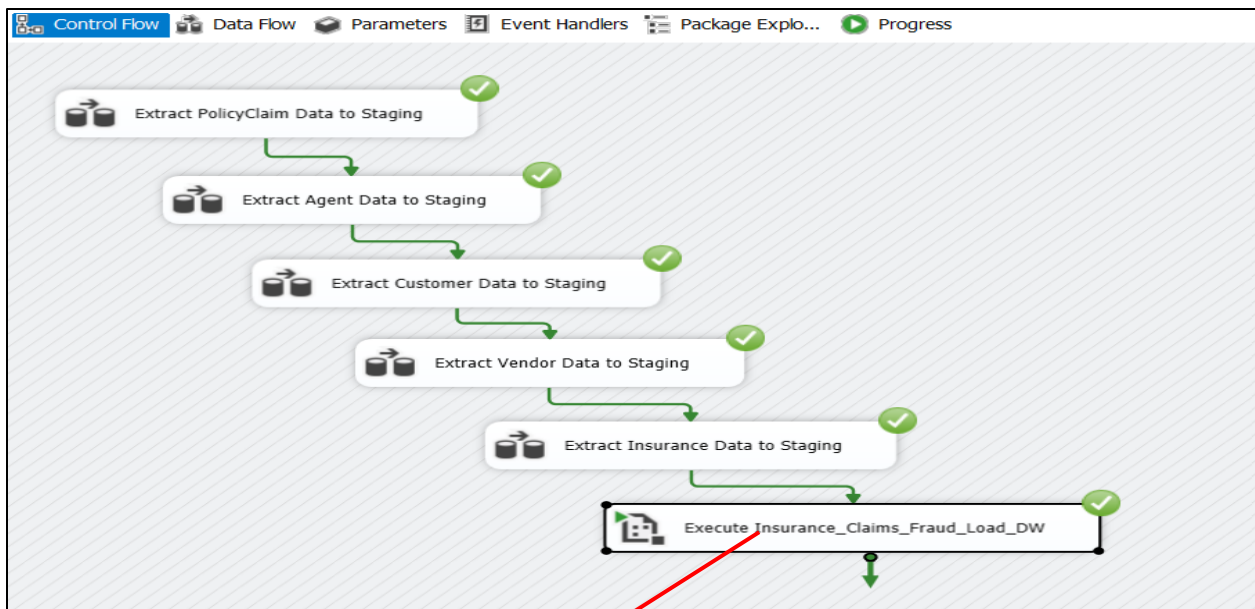 Control Flow Data Flow Parameters Event Handlers Package Explo... Progress
Extract PolicyClaim Data to Staging
Extract Agent Data to Staging
Extract Customer Data to Staging
Extract Vendor Data to Staging
Extract Insurance Data to Staging
Execute Insurance_Claims_Fraud_Load_DW